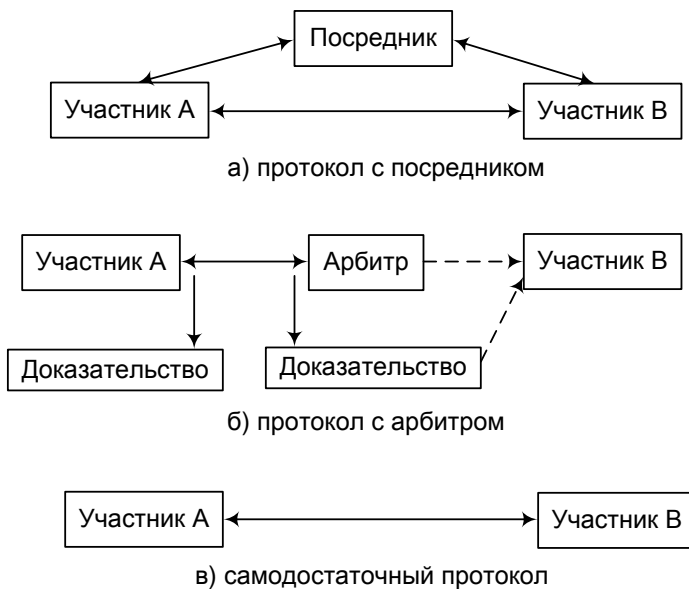 Посредник
Участник А
Участник В
а) протокол с посредником
Участник А
Арбитр
Участник В
Доказательство
Доказательство
б) протокол с арбитром
Участник А
Участник В
в) самодостаточный протокол